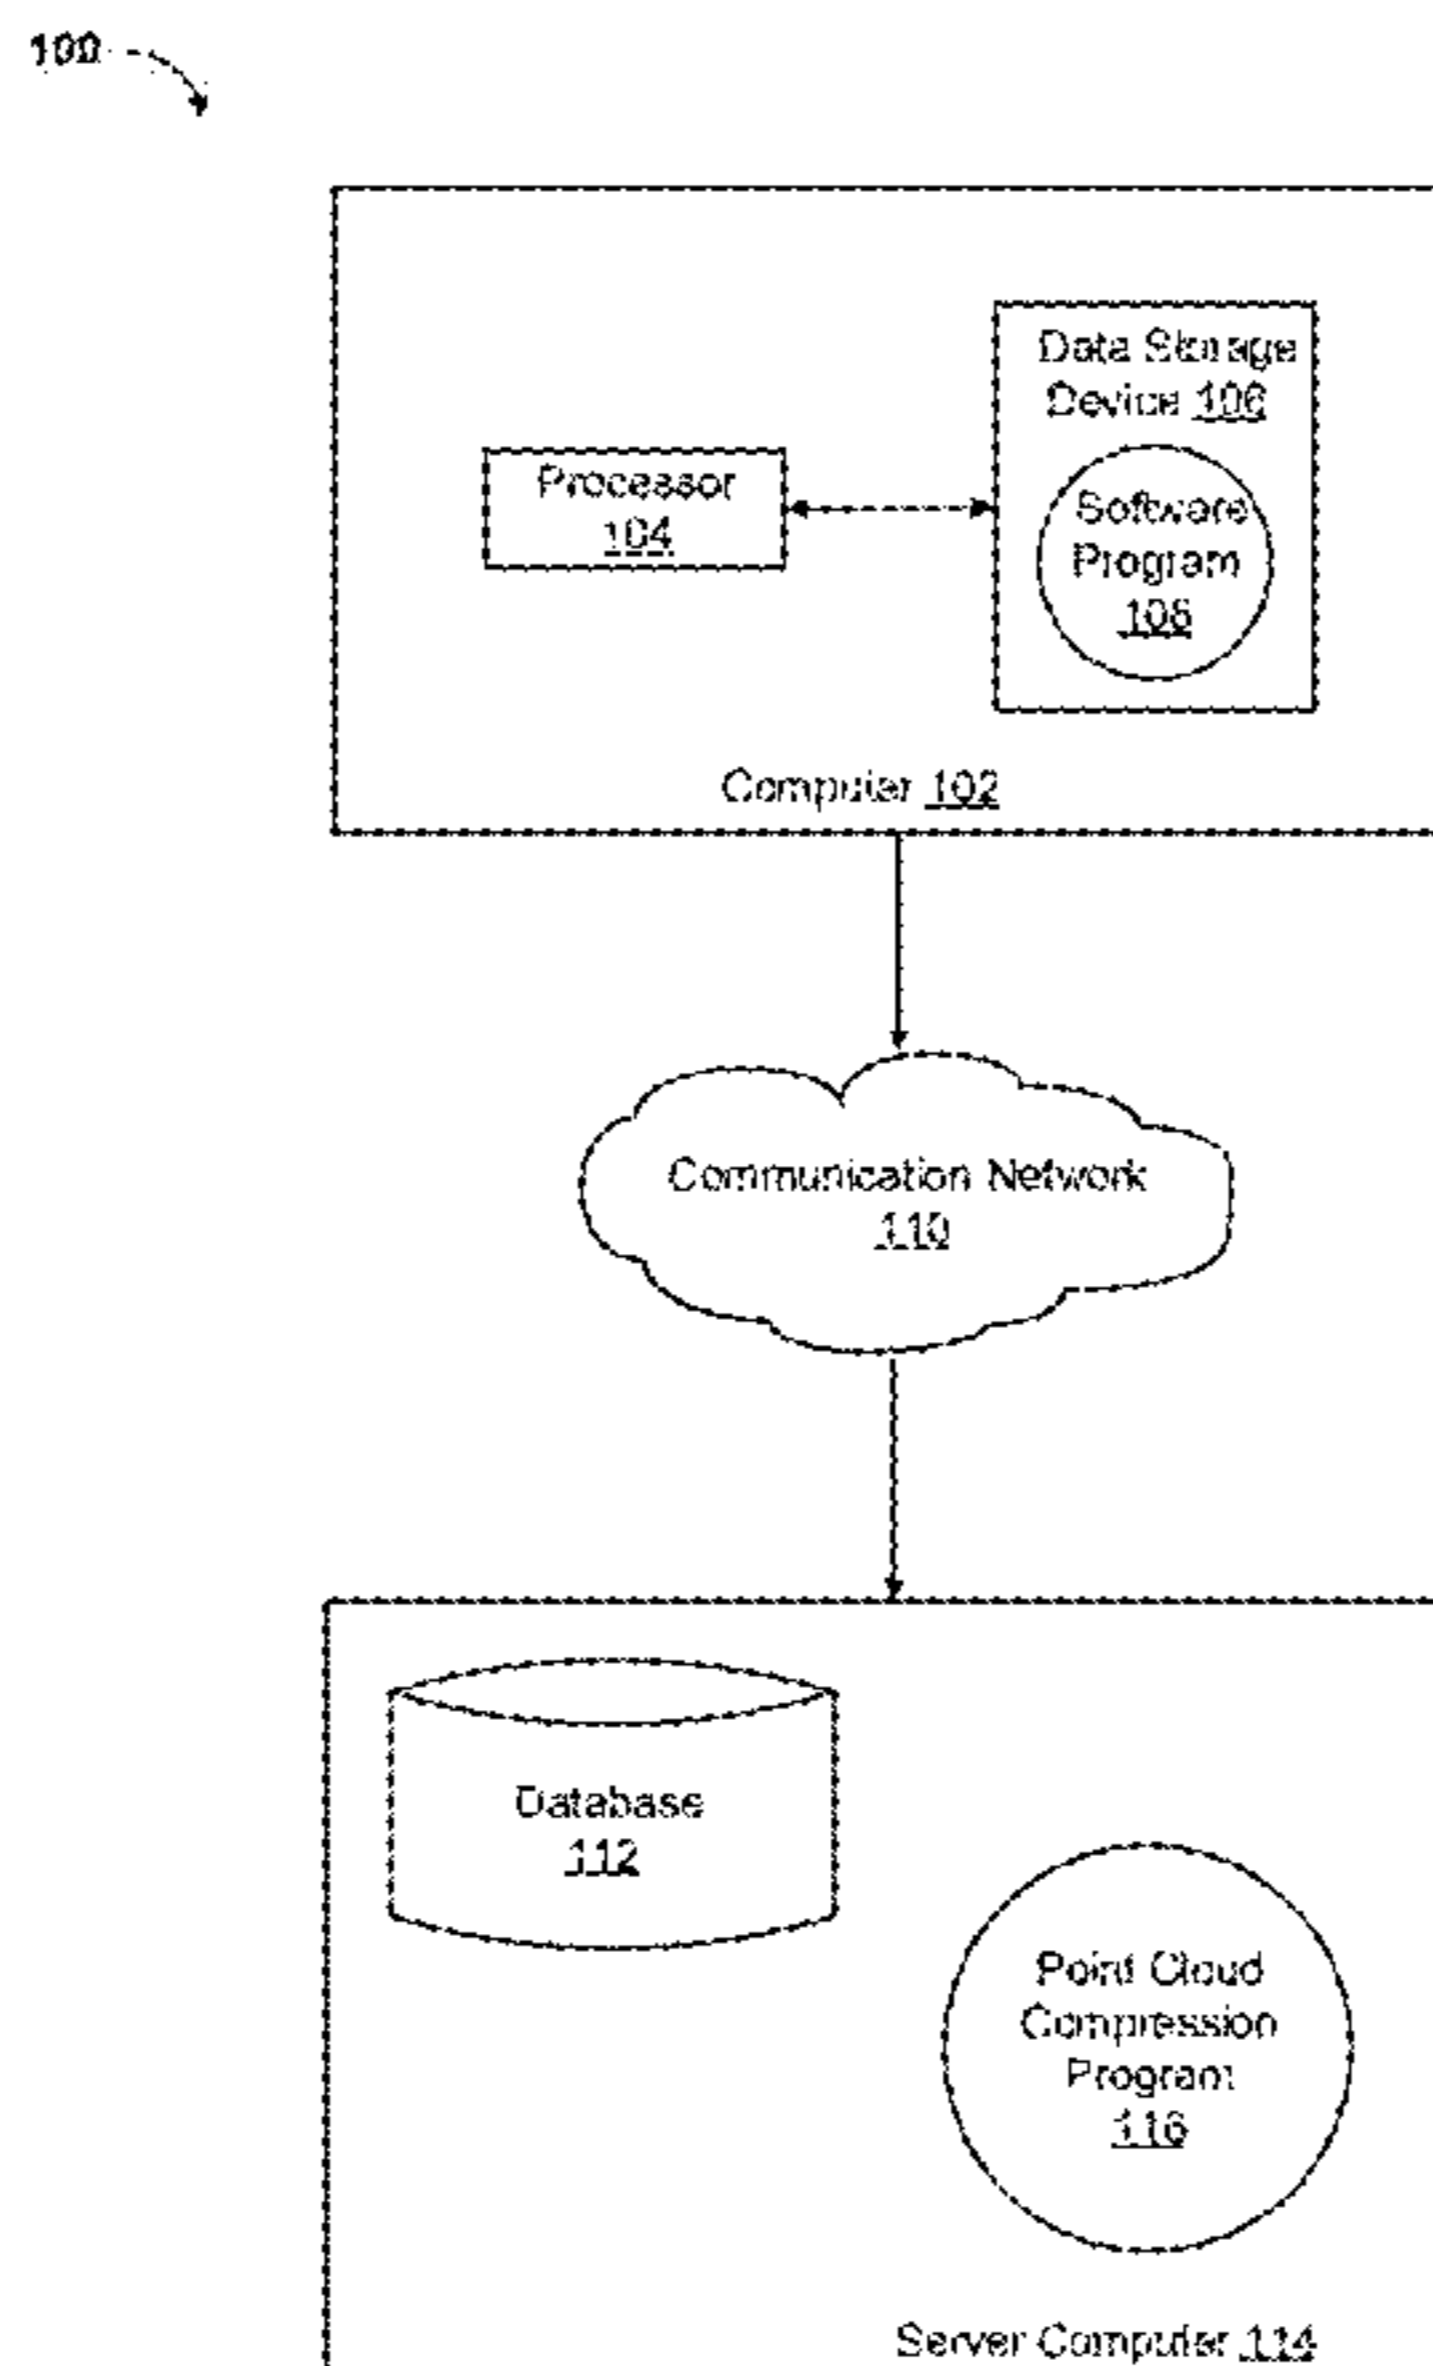 100
Data Storage
Device 106
Processor
104
Software
Program
108
Computer 102
Communication Network
110
Database
112
Point Cloud
Compression
Program
116
Server Computer 114